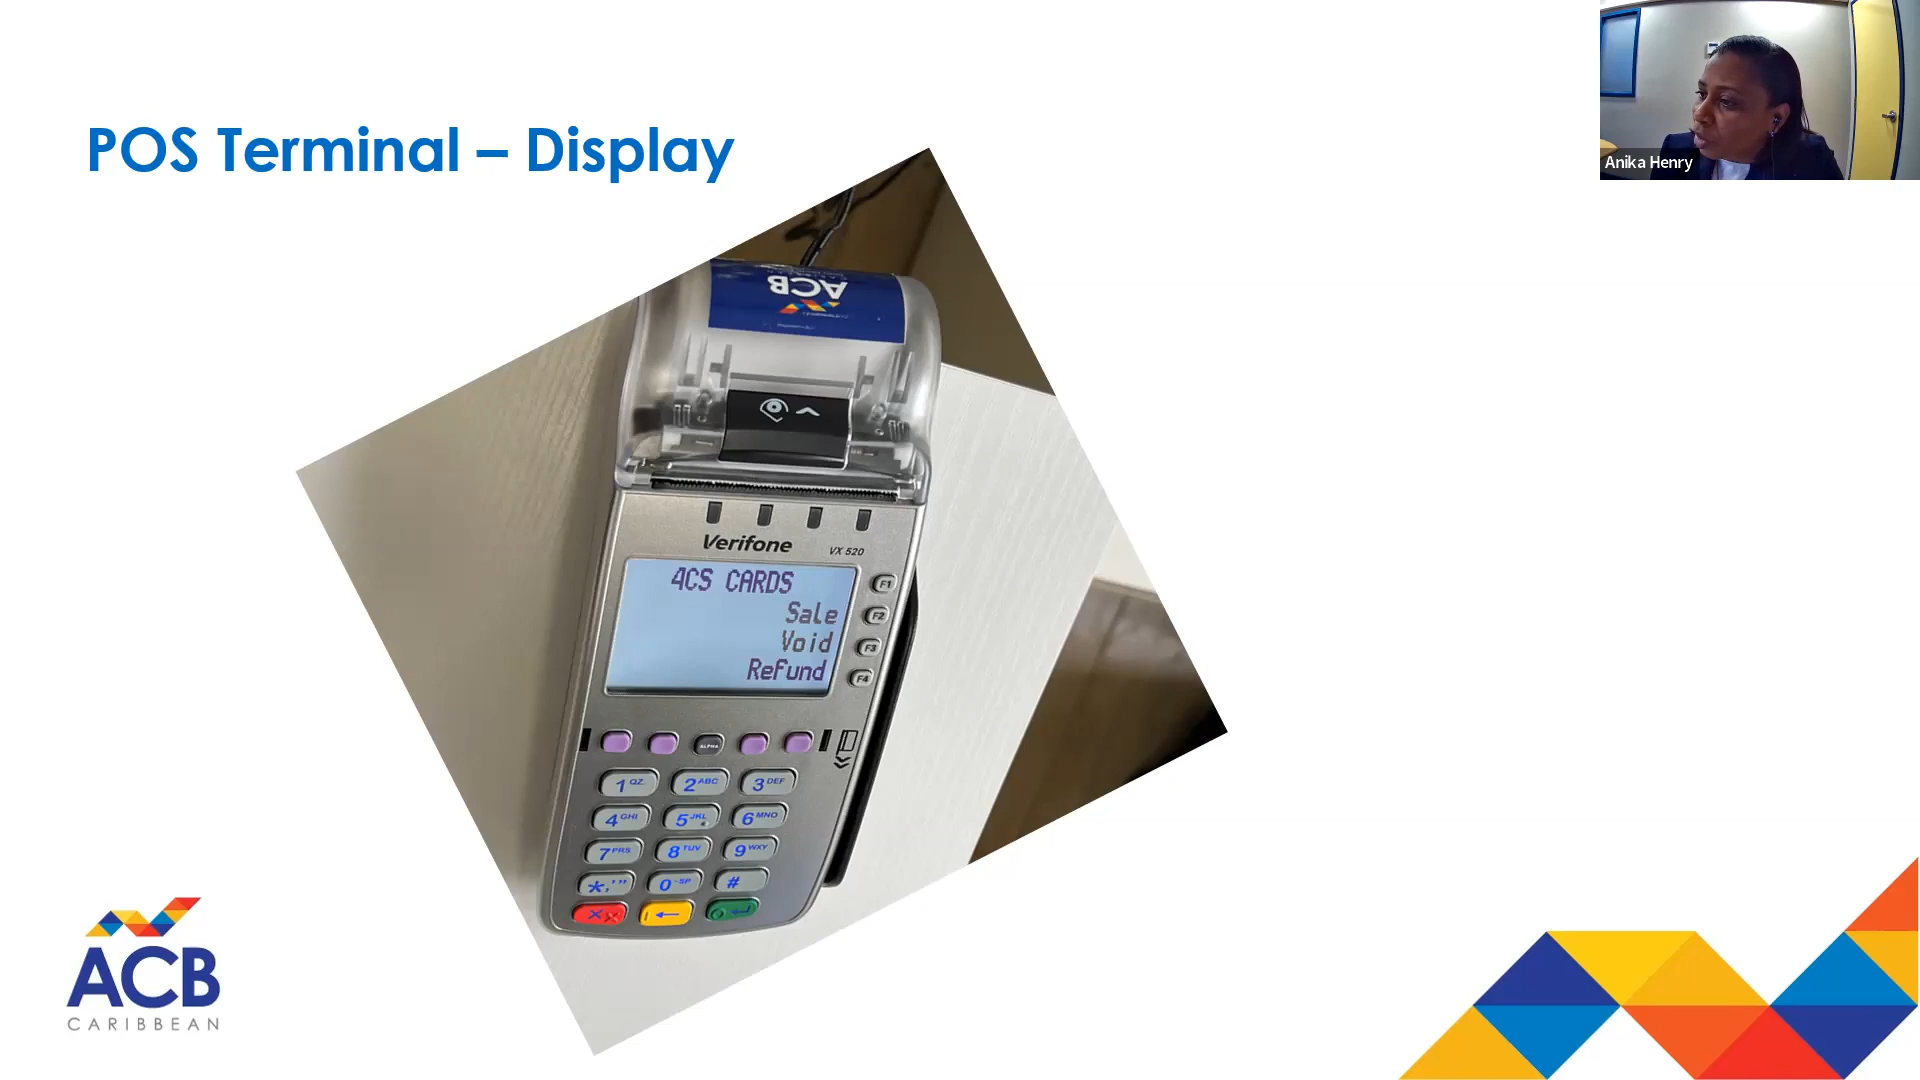 POS Terminal – Display
Anika Henry
ACB
Verifone
VX 520
4CS CARDS
Sale
Void
Refund
F1
F2
F3
F4
ALPHA
1 QZ. 2 ABC 3 DEF
4 GHI 5 JKL 6 MNO
7 PRS 8 TUV 9 WXY
*,'" 0 -SP #
ACB
CARIBBEAN